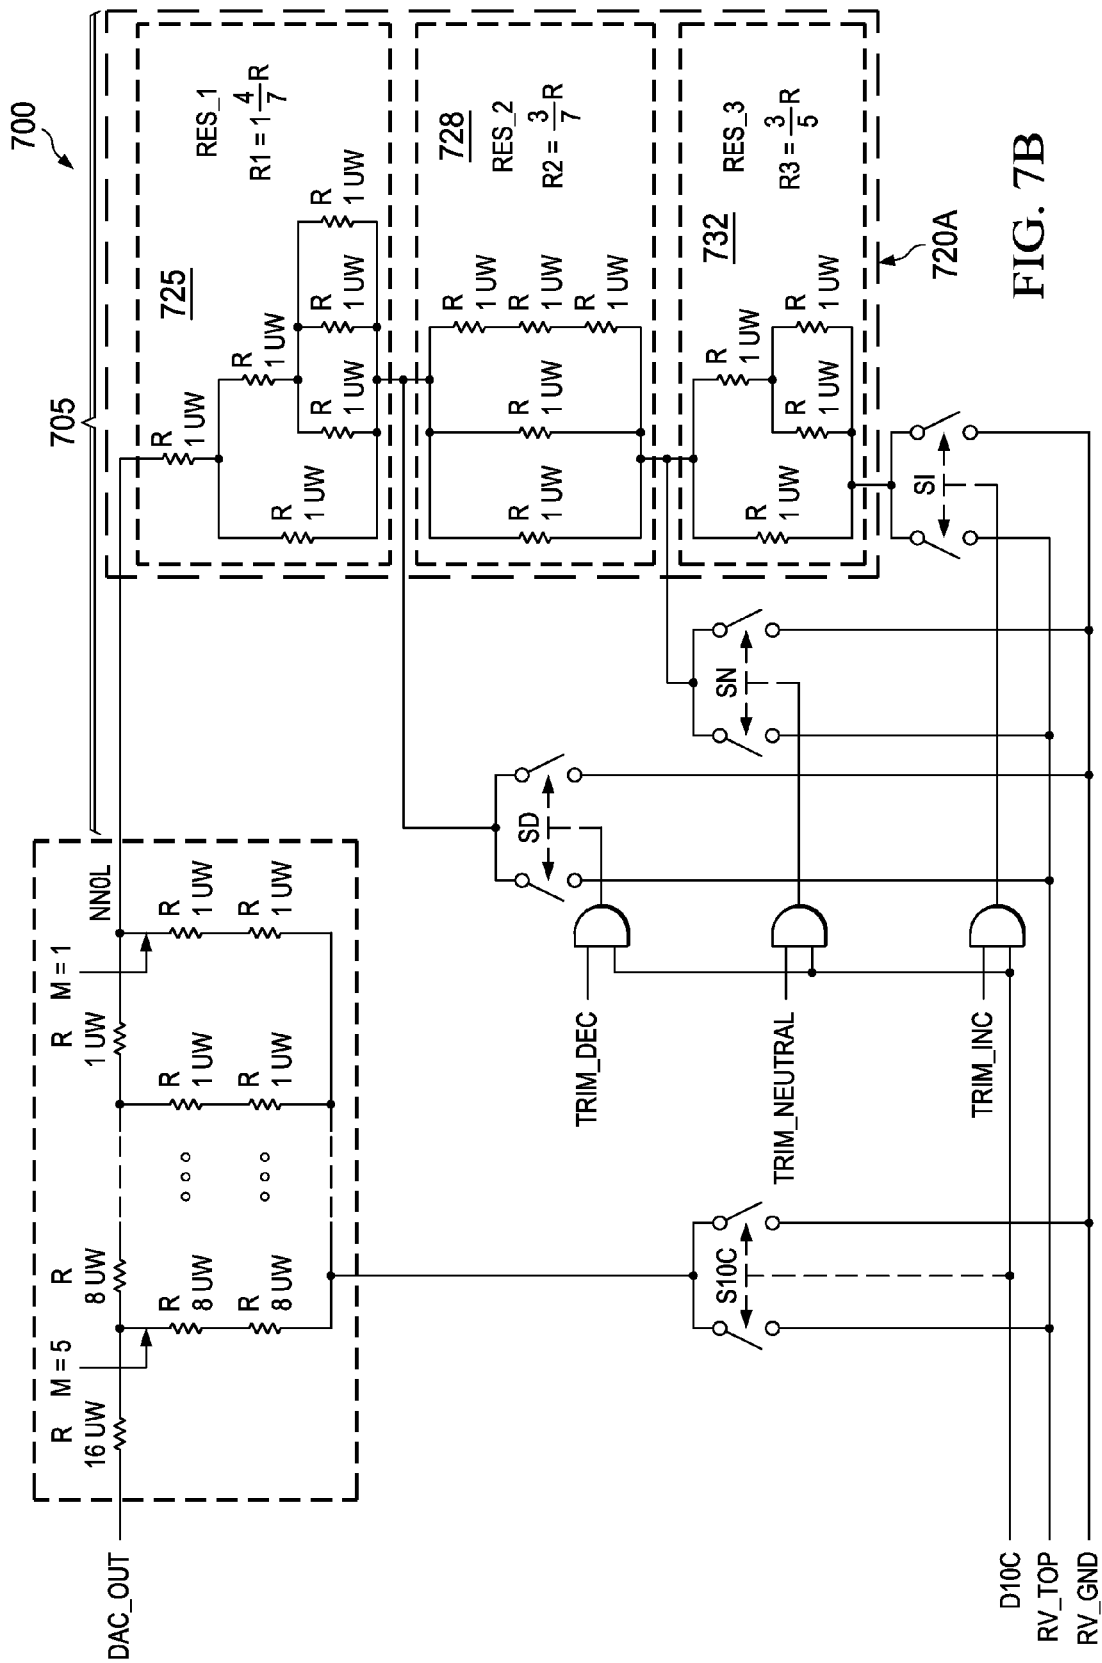 700
705
DAC_OUT
R
16 UW
M = 5
R
8 UW
R
8 UW
R
8 UW
R
1 UW
R
1 UW
R
1 UW
M = 1
NN0L
R
1 UW
R
1 UW
725
RES_1
R1 = 1 4/7 R
R
1 UW
R
1 UW
R
1 UW
R
1 UW
R
1 UW
R
1 UW
728
RES_2
R2 = 3/7 R
R
1 UW
R
1 UW
R
1 UW
R
1 UW
R
1 UW
732
RES_3
R3 = 3/5 R
R
1 UW
R
1 UW
R
1 UW
R
1 UW
720A
S10C
SD
SN
SI
TRIM_DEC
TRIM_NEUTRAL
TRIM_INC
D10C
RV_TOP
RV_GND
FIG. 7B